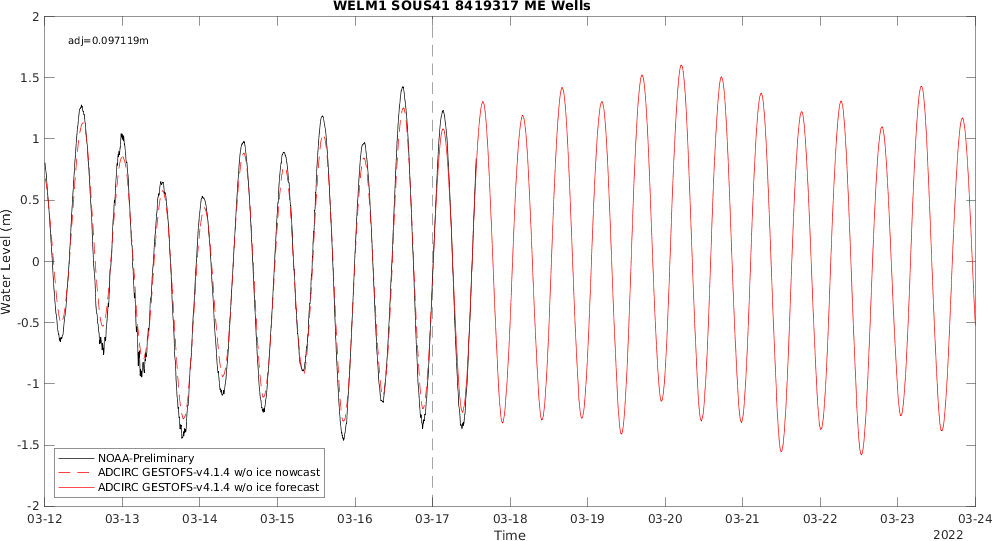 WELM1 SOUS41 8419317 ME Wells
adj=0.097119m
2
1.5
1
0.5
0
-0.5
-1
-1.5
-2
Water Level (m)
NOAA-Preliminary
ADCIRC GESTOFS-v4.1.4 w/o ice nowcast
ADCIRC GESTOFS-v4.1.4 w/o ice forecast
03-12 03-13 03-14 03-15 03-16 03-17 03-18 03-19 03-20 03-21 03-22 03-23 03-24
Time
2022